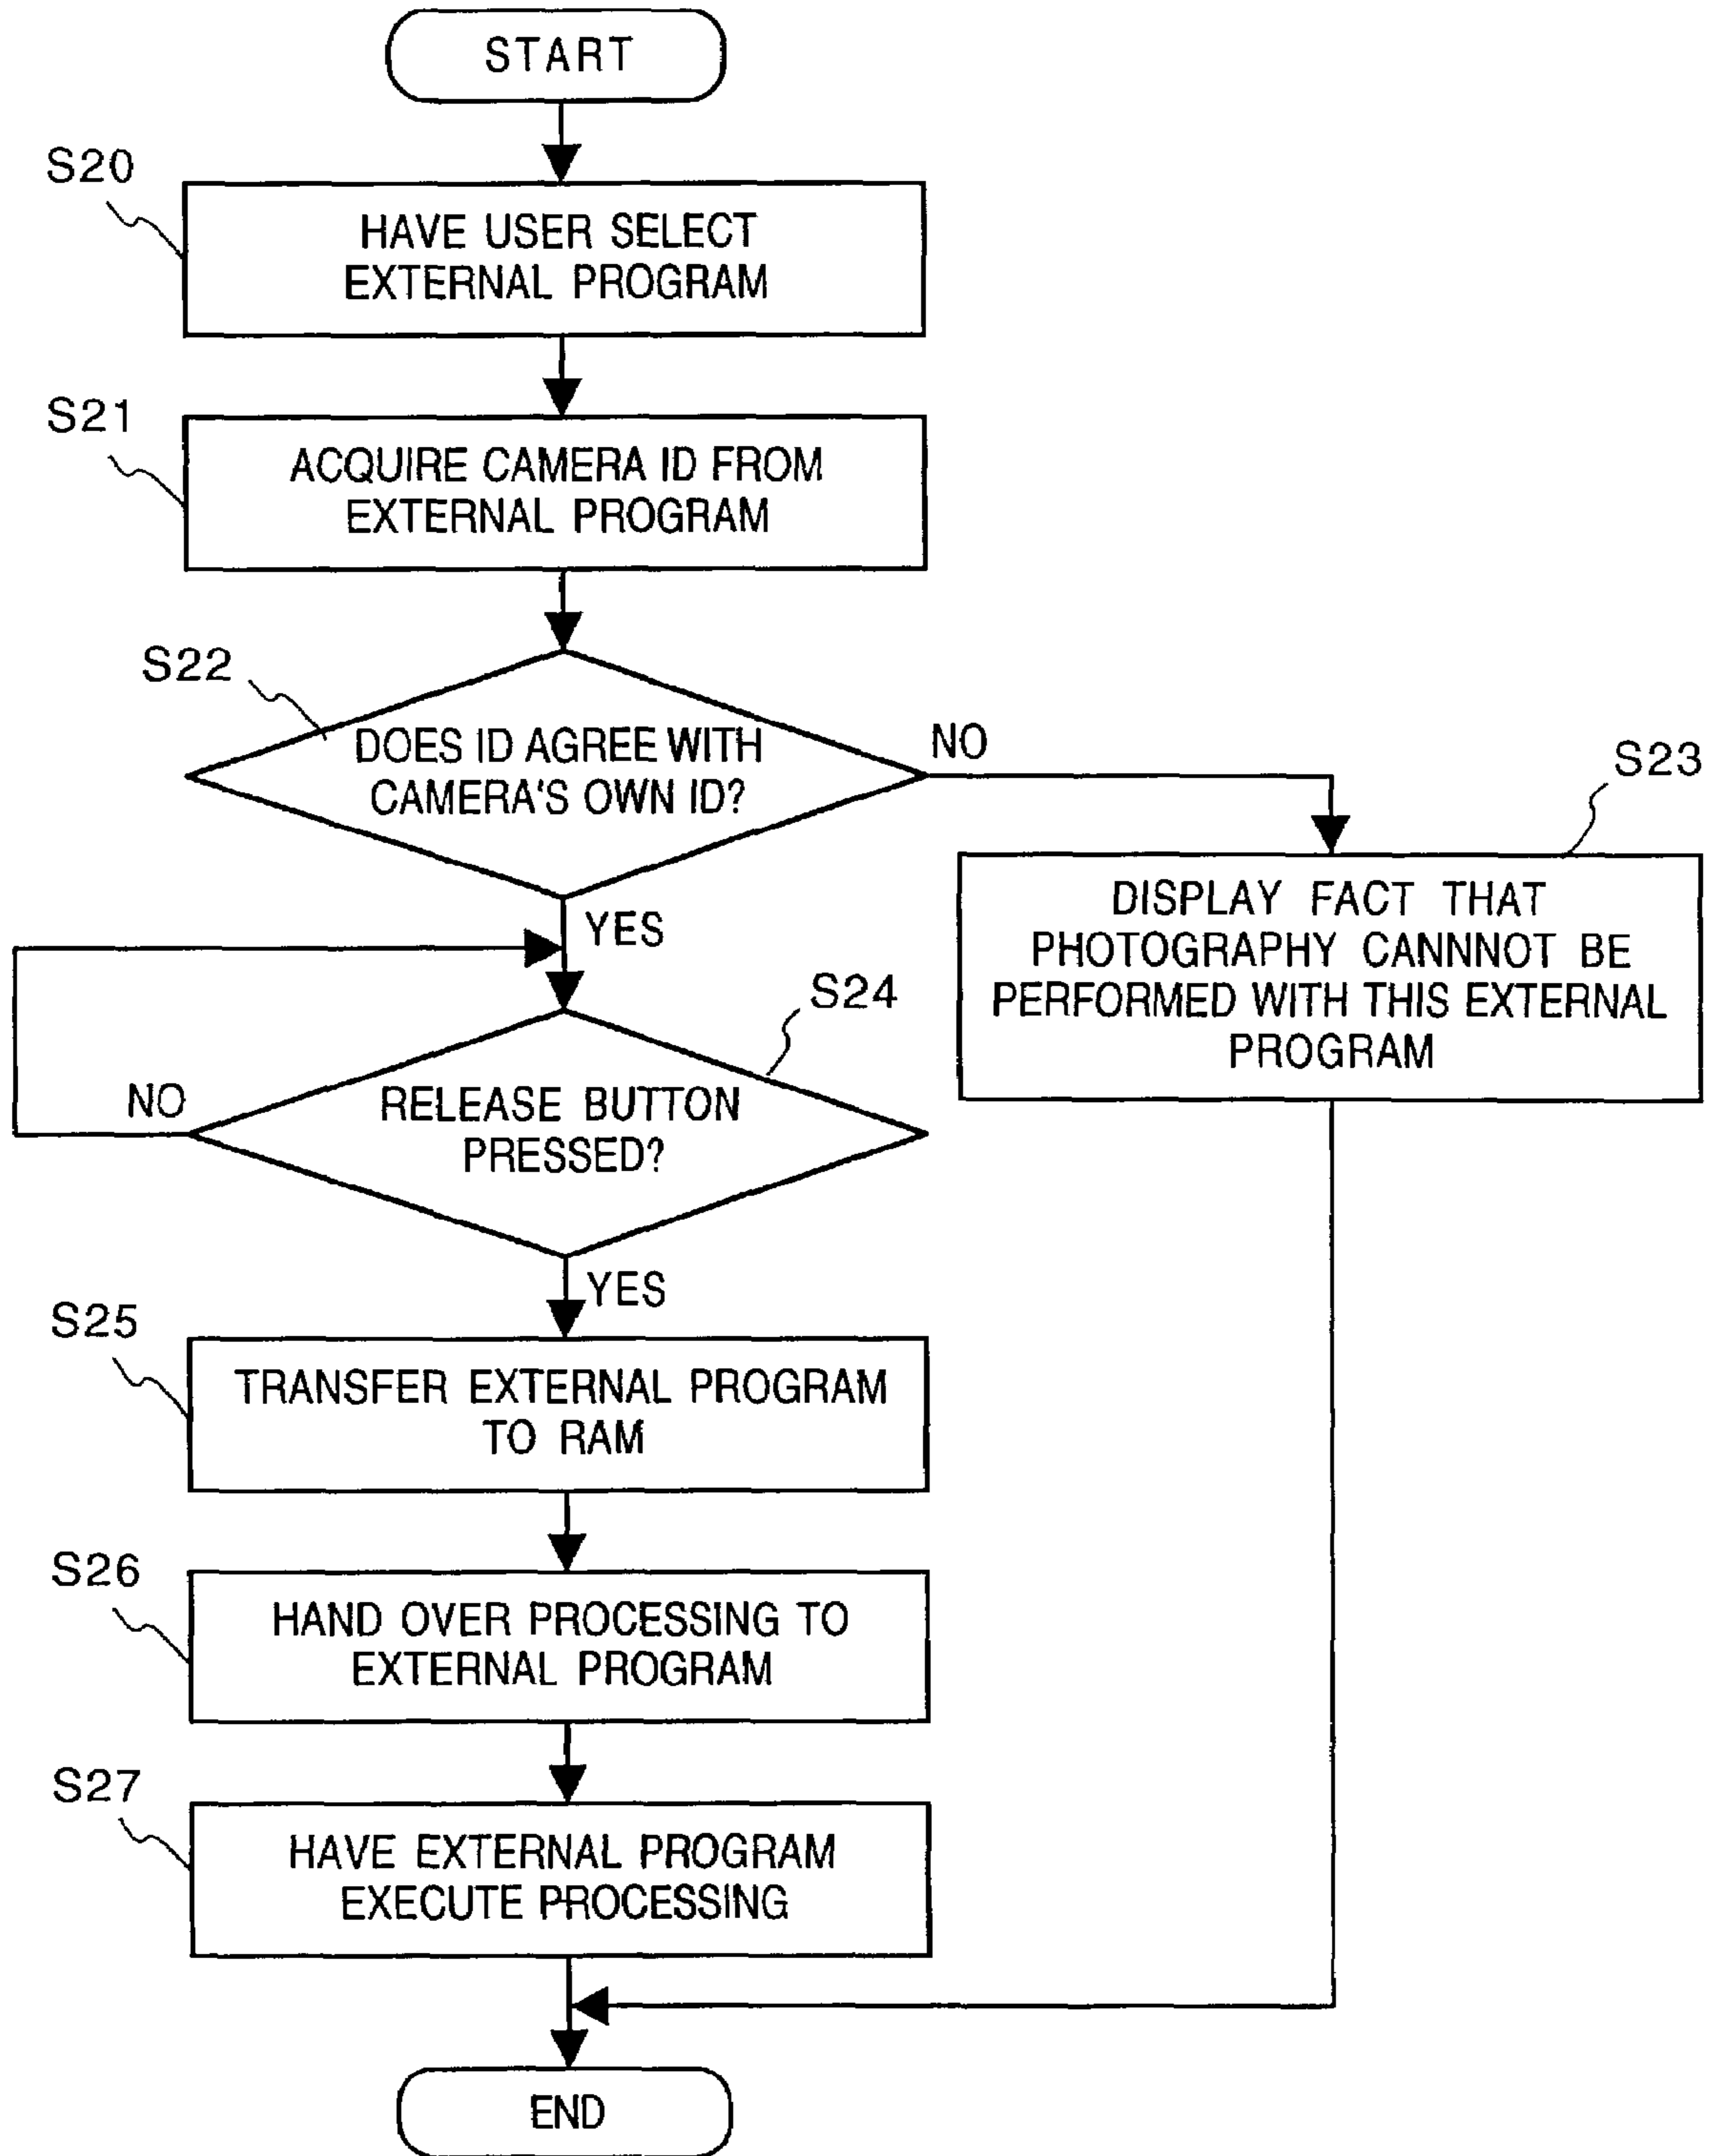 START
S20
HAVE USER SELECT
EXTERNAL PROGRAM
S21
ACQUIRE CAMERA ID FROM
EXTERNAL PROGRAM
S22
DOES ID AGREE WITH
CAMERA'S OWN ID?
NO
S23
DISPLAY FACT THAT
PHOTOGRAPHY CANNNOT BE
PERFORMED WITH THIS EXTERNAL
PROGRAM
YES
S24
RELEASE BUTTON
PRESSED?
NO
YES
S25
TRANSFER EXTERNAL PROGRAM
TO RAM
S26
HAND OVER PROCESSING TO
EXTERNAL PROGRAM
S27
HAVE EXTERNAL PROGRAM
EXECUTE PROCESSING
END